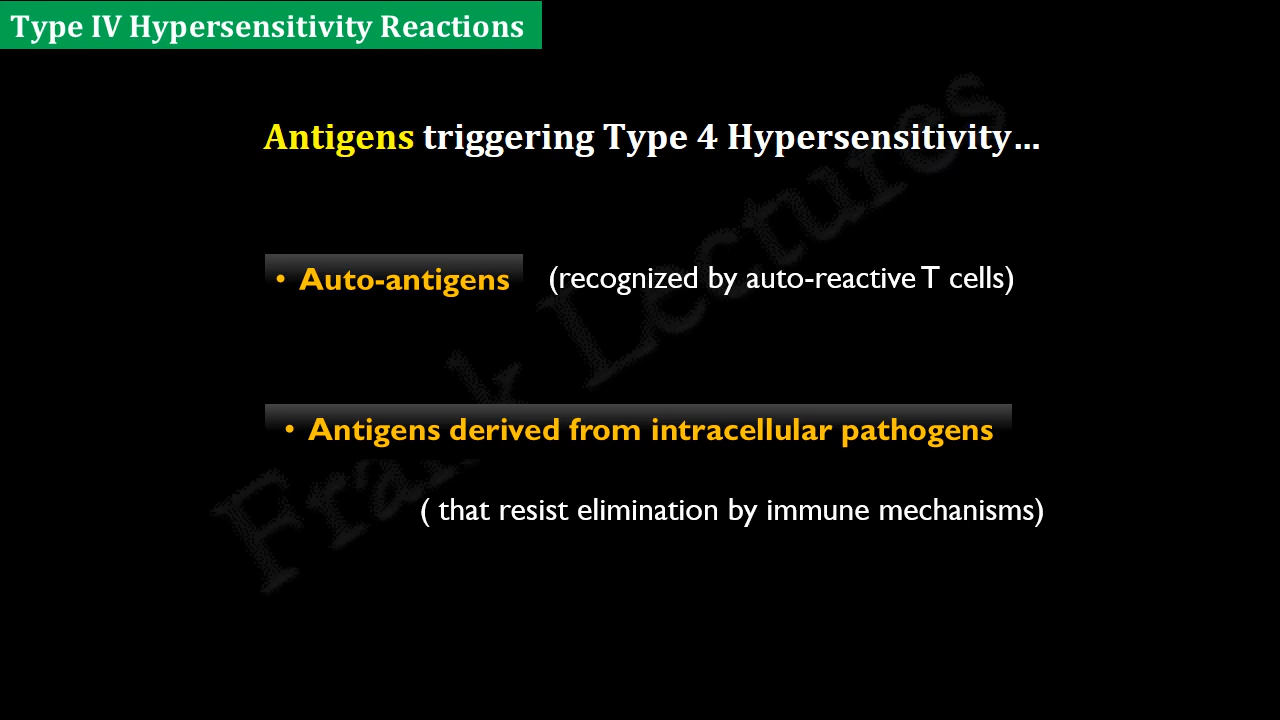 Type IV Hypersensitivity Reactions
Antigens triggering Type 4 Hypersensitivity...
• Auto-antigens (recognized by auto-reactive T cells)
• Antigens derived from intracellular pathogens
( that resist elimination by immune mechanisms)
Frank Lectures